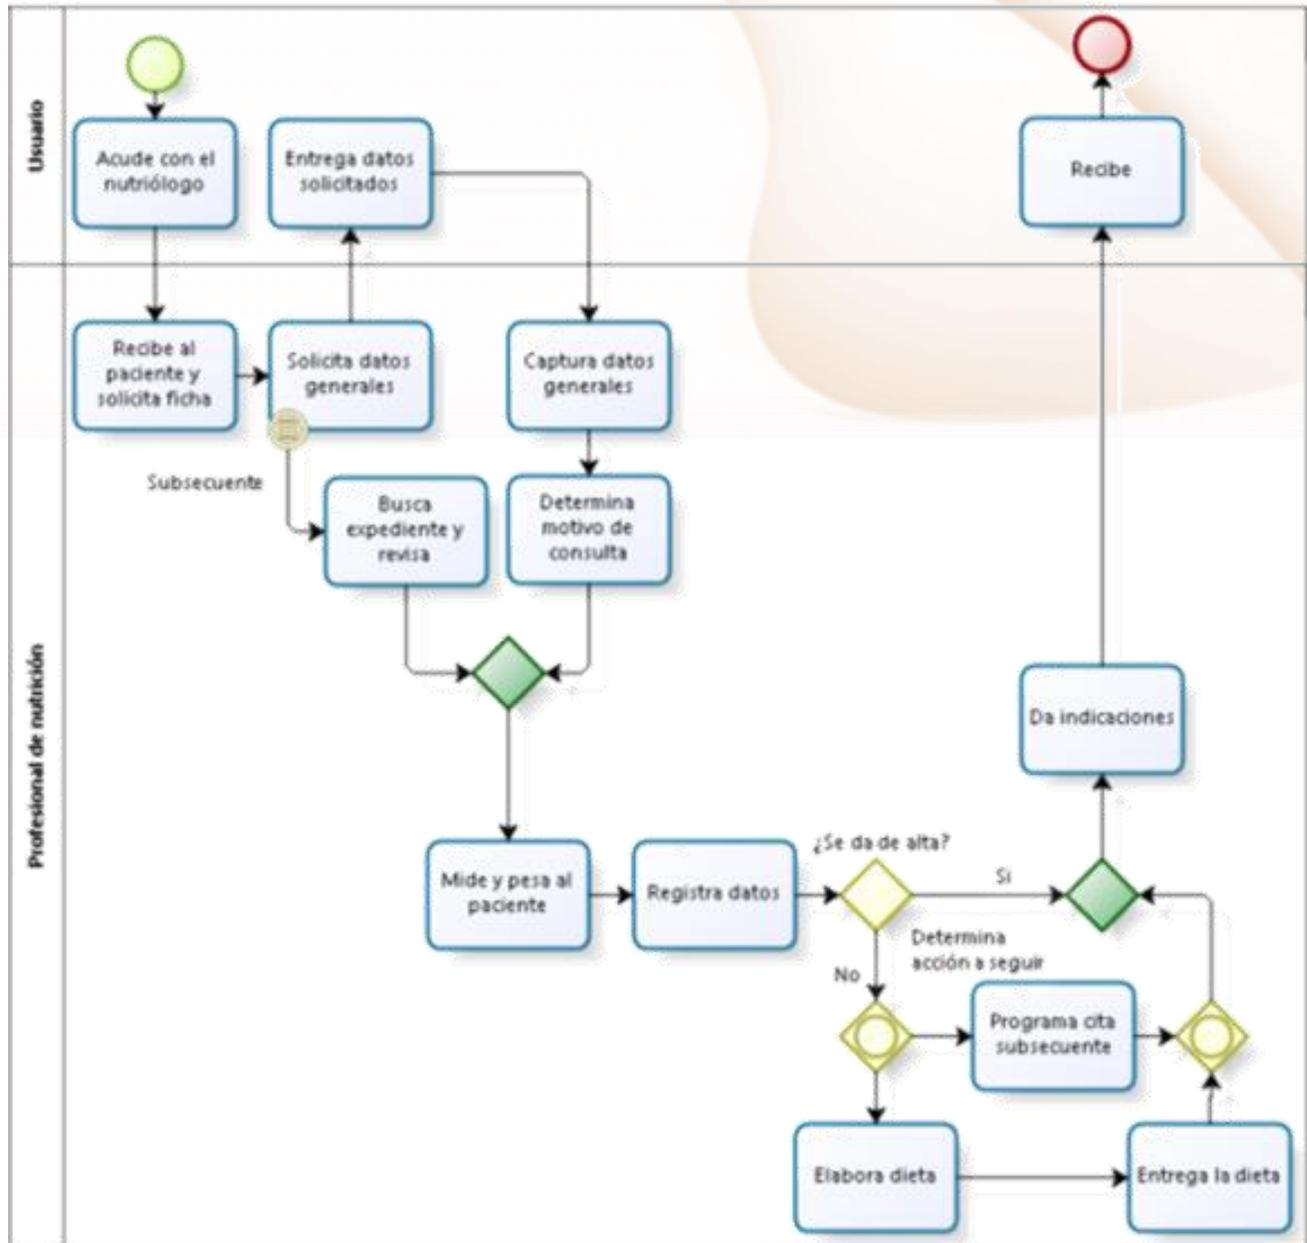 Usuario
Acude con el
nutriólogo
Entrega datos
solicitados
Recibe
Profesional de nutrición
Recibe al
paciente y
solicita ficha
Solicita datos
generales
Captura datos
generales
Subsecuente
Busca
expediente y
revisa
Determina
motivo de
consulta
Da indicaciones
Mide y pesa al
paciente
Registra datos
¿Se da de alta?
Si
No
Determina
acción a seguir
Programa cita
subsecuente
Elabora dieta
Entrega la dieta